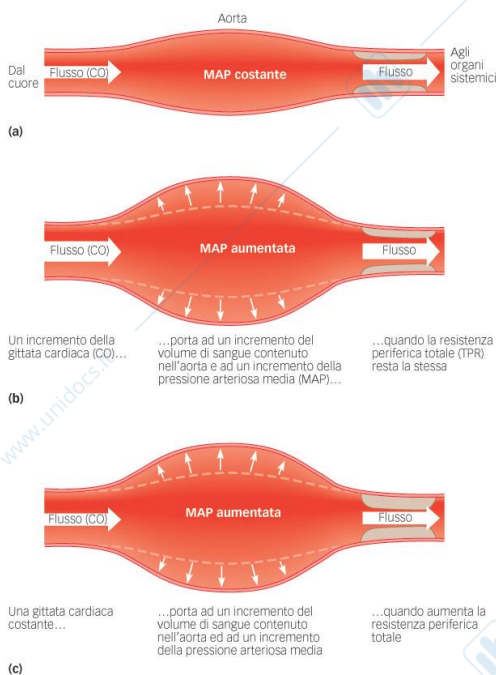 Aorta
Dal
cuore
Flusso (CO)
MAP costante
Flusso
Agli
organi
sistemici
(a)
Flusso (CO)
MAP aumentata
Flusso
Un incremento della
gittata cardiaca (CO)…
…porta ad un incremento del
volume di sangue contenuto
nell'aorta e ad un incremento della
pressione arteriosa media (MAP)…
…quando la resistenza
periferica totale (TPR)
resta la stessa
(b)
Flusso (CO)
MAP aumentata
Flusso
Una gittata cardiaca
costante…
…porta ad un incremento del
volume di sangue contenuto
nell'aorta ed ad un incremento
della pressione arteriosa media
…quando aumenta la
resistenza periferica
totale
(c)